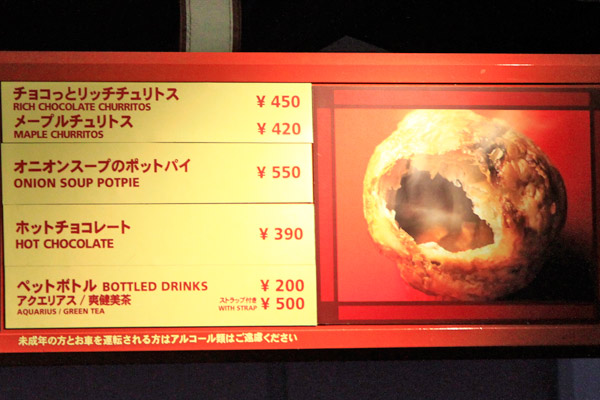 チョコっとリッチチュリトス
RICH CHOCOLATE CHURRITOS ¥ 450
メープルチュリトス
MAPLE CHURRITOS ¥ 420
オニオンスープのポットパイ
ONION SOUP POTPIE ¥ 550
ホットチョコレート
HOT CHOCOLATE ¥ 390
ペットボトル BOTTLED DRINKS ¥ 200
アクエリアス / 爽健美茶 ストラップ付き ¥ 500
AQUARIUS / GREEN TEA WITH STRAP
未成年の方とお車を運転される方はアルコール類はご遠慮ください